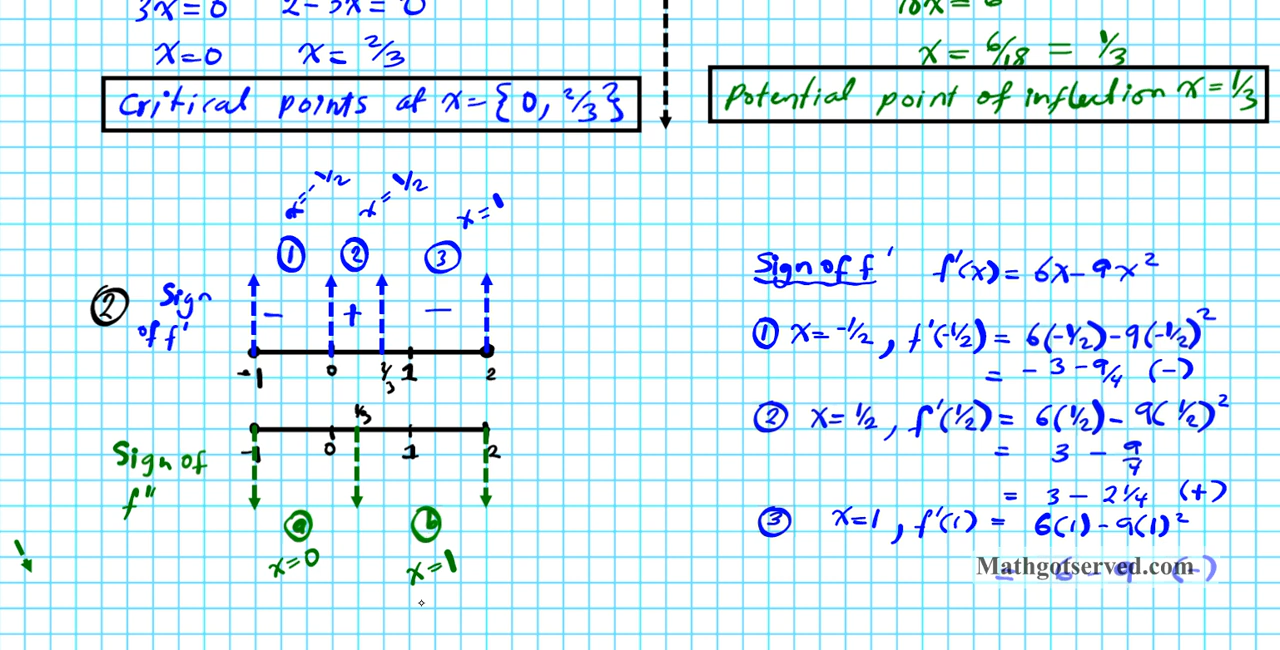 3x=0 2-3x=0
x=0 x=2/3
Critical points at x={0, 2/3}
18x=6
x=6/18=1/3
Potential point of inflection x=1/3
x=-1/2 x=1/2 x=1
① ② ③
② Sign of f'
- + -
-1 0 2/3 1 2
1/3
-1 0 1 2
Sign of f"
ⓐ ⓑ
x=0 x=1
Sign of f' f'(x)=6x-9x²
① x=-1/2, f'(-1/2)=6(-1/2)-9(-1/2)²
= -3-9/4 (-)
② x=1/2, f'(1/2)=6(1/2)-9(1/2)²
= 3-9/4
= 3-2 1/4 (+)
③ x=1, f'(1)=6(1)-9(1)²
= 6-9 (-)
Mathgotserved.com